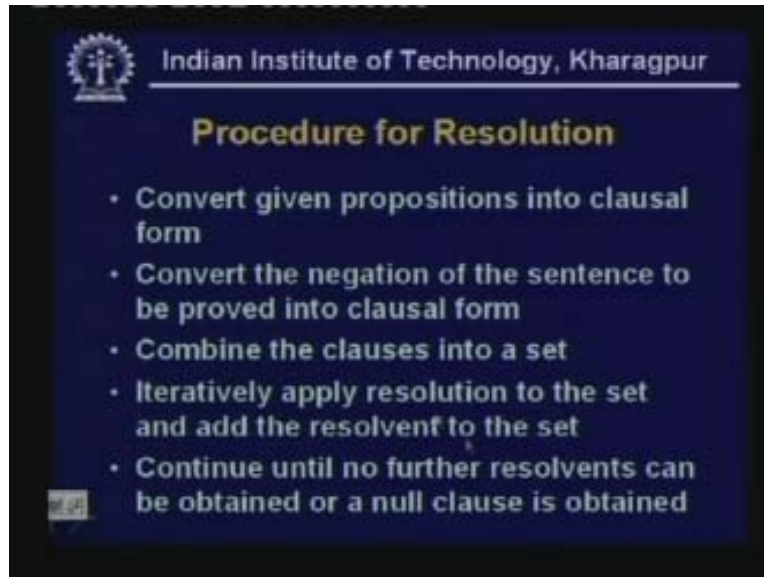 Indian Institute of Technology, Kharagpur
Procedure for Resolution
• Convert given propositions into clausal
form
• Convert the negation of the sentence to
be proved into clausal form
• Combine the clauses into a set
• Iteratively apply resolution to the set
and add the resolvent to the set
• Continue until no further resolvents can
be obtained or a null clause is obtained